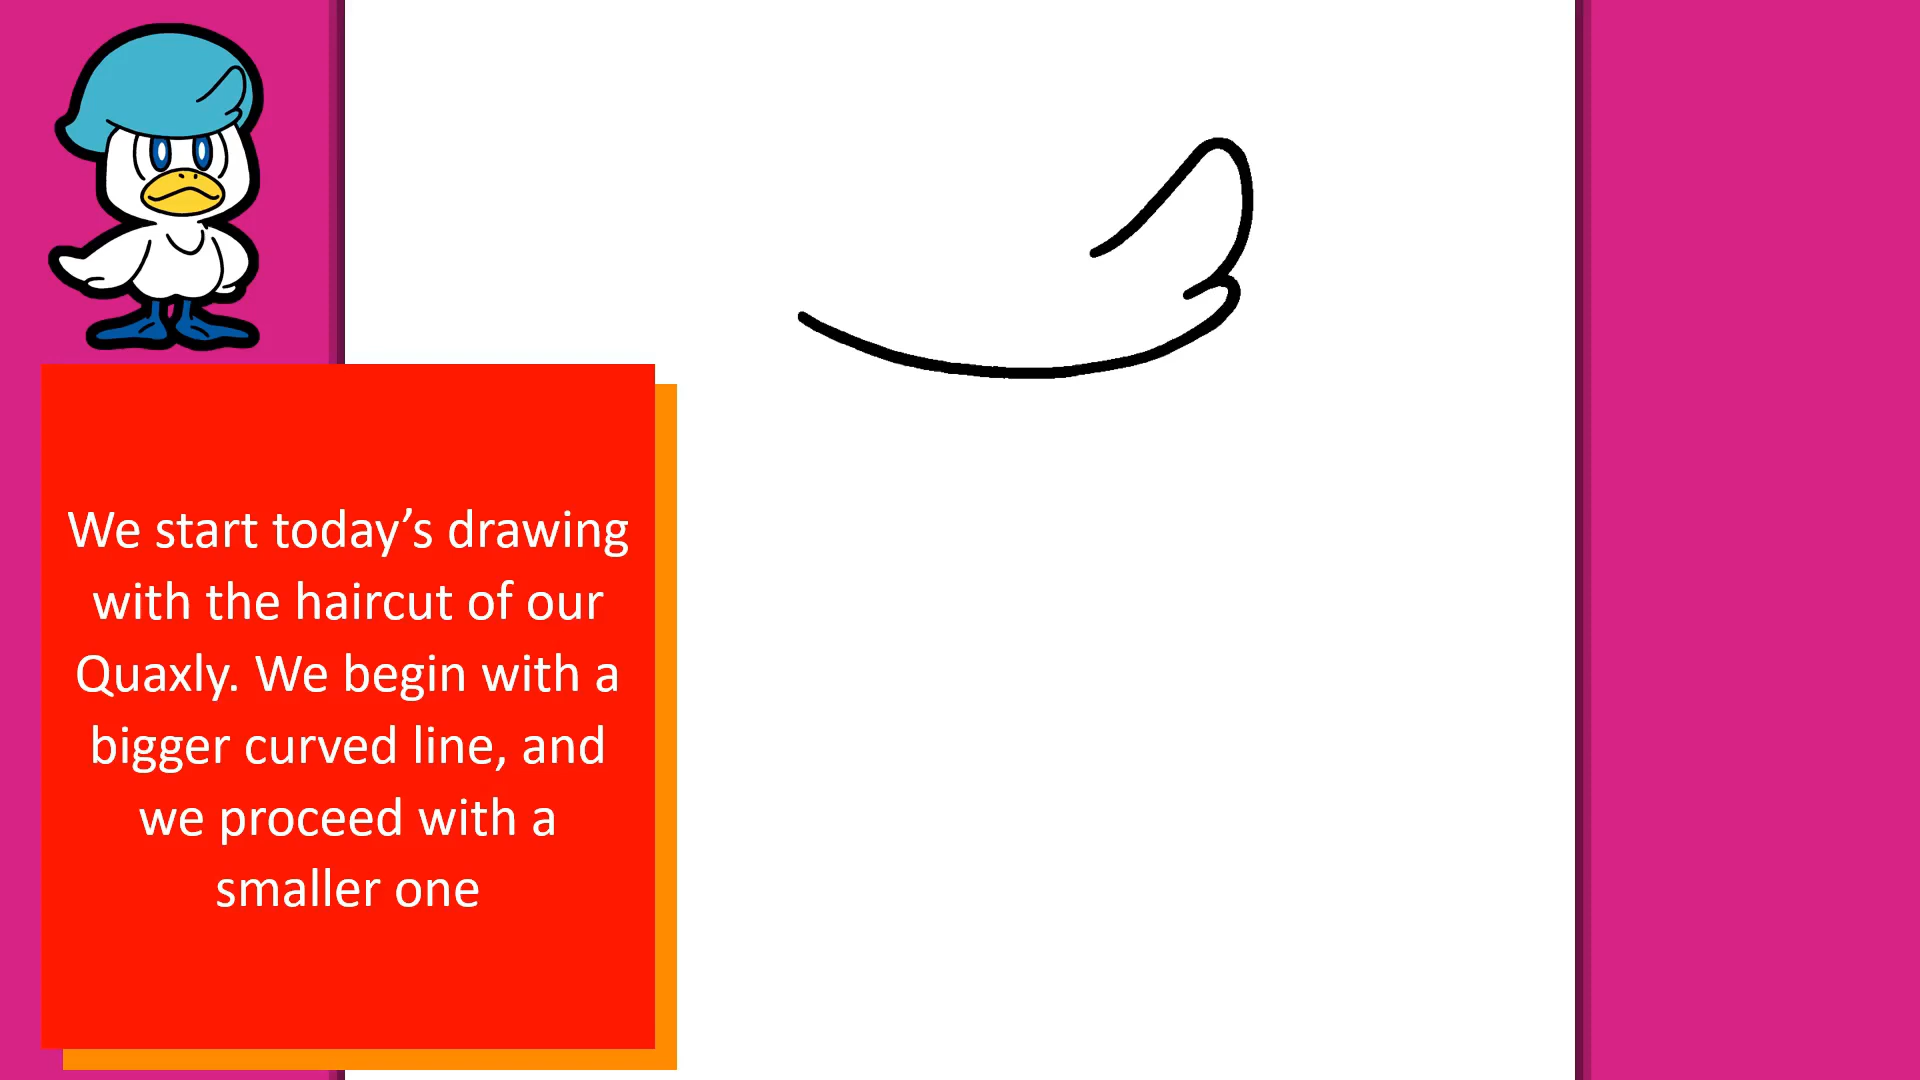 We start today’s drawing
with the haircut of our
Quaxly. We begin with a
bigger curved line, and
we proceed with a
smaller one